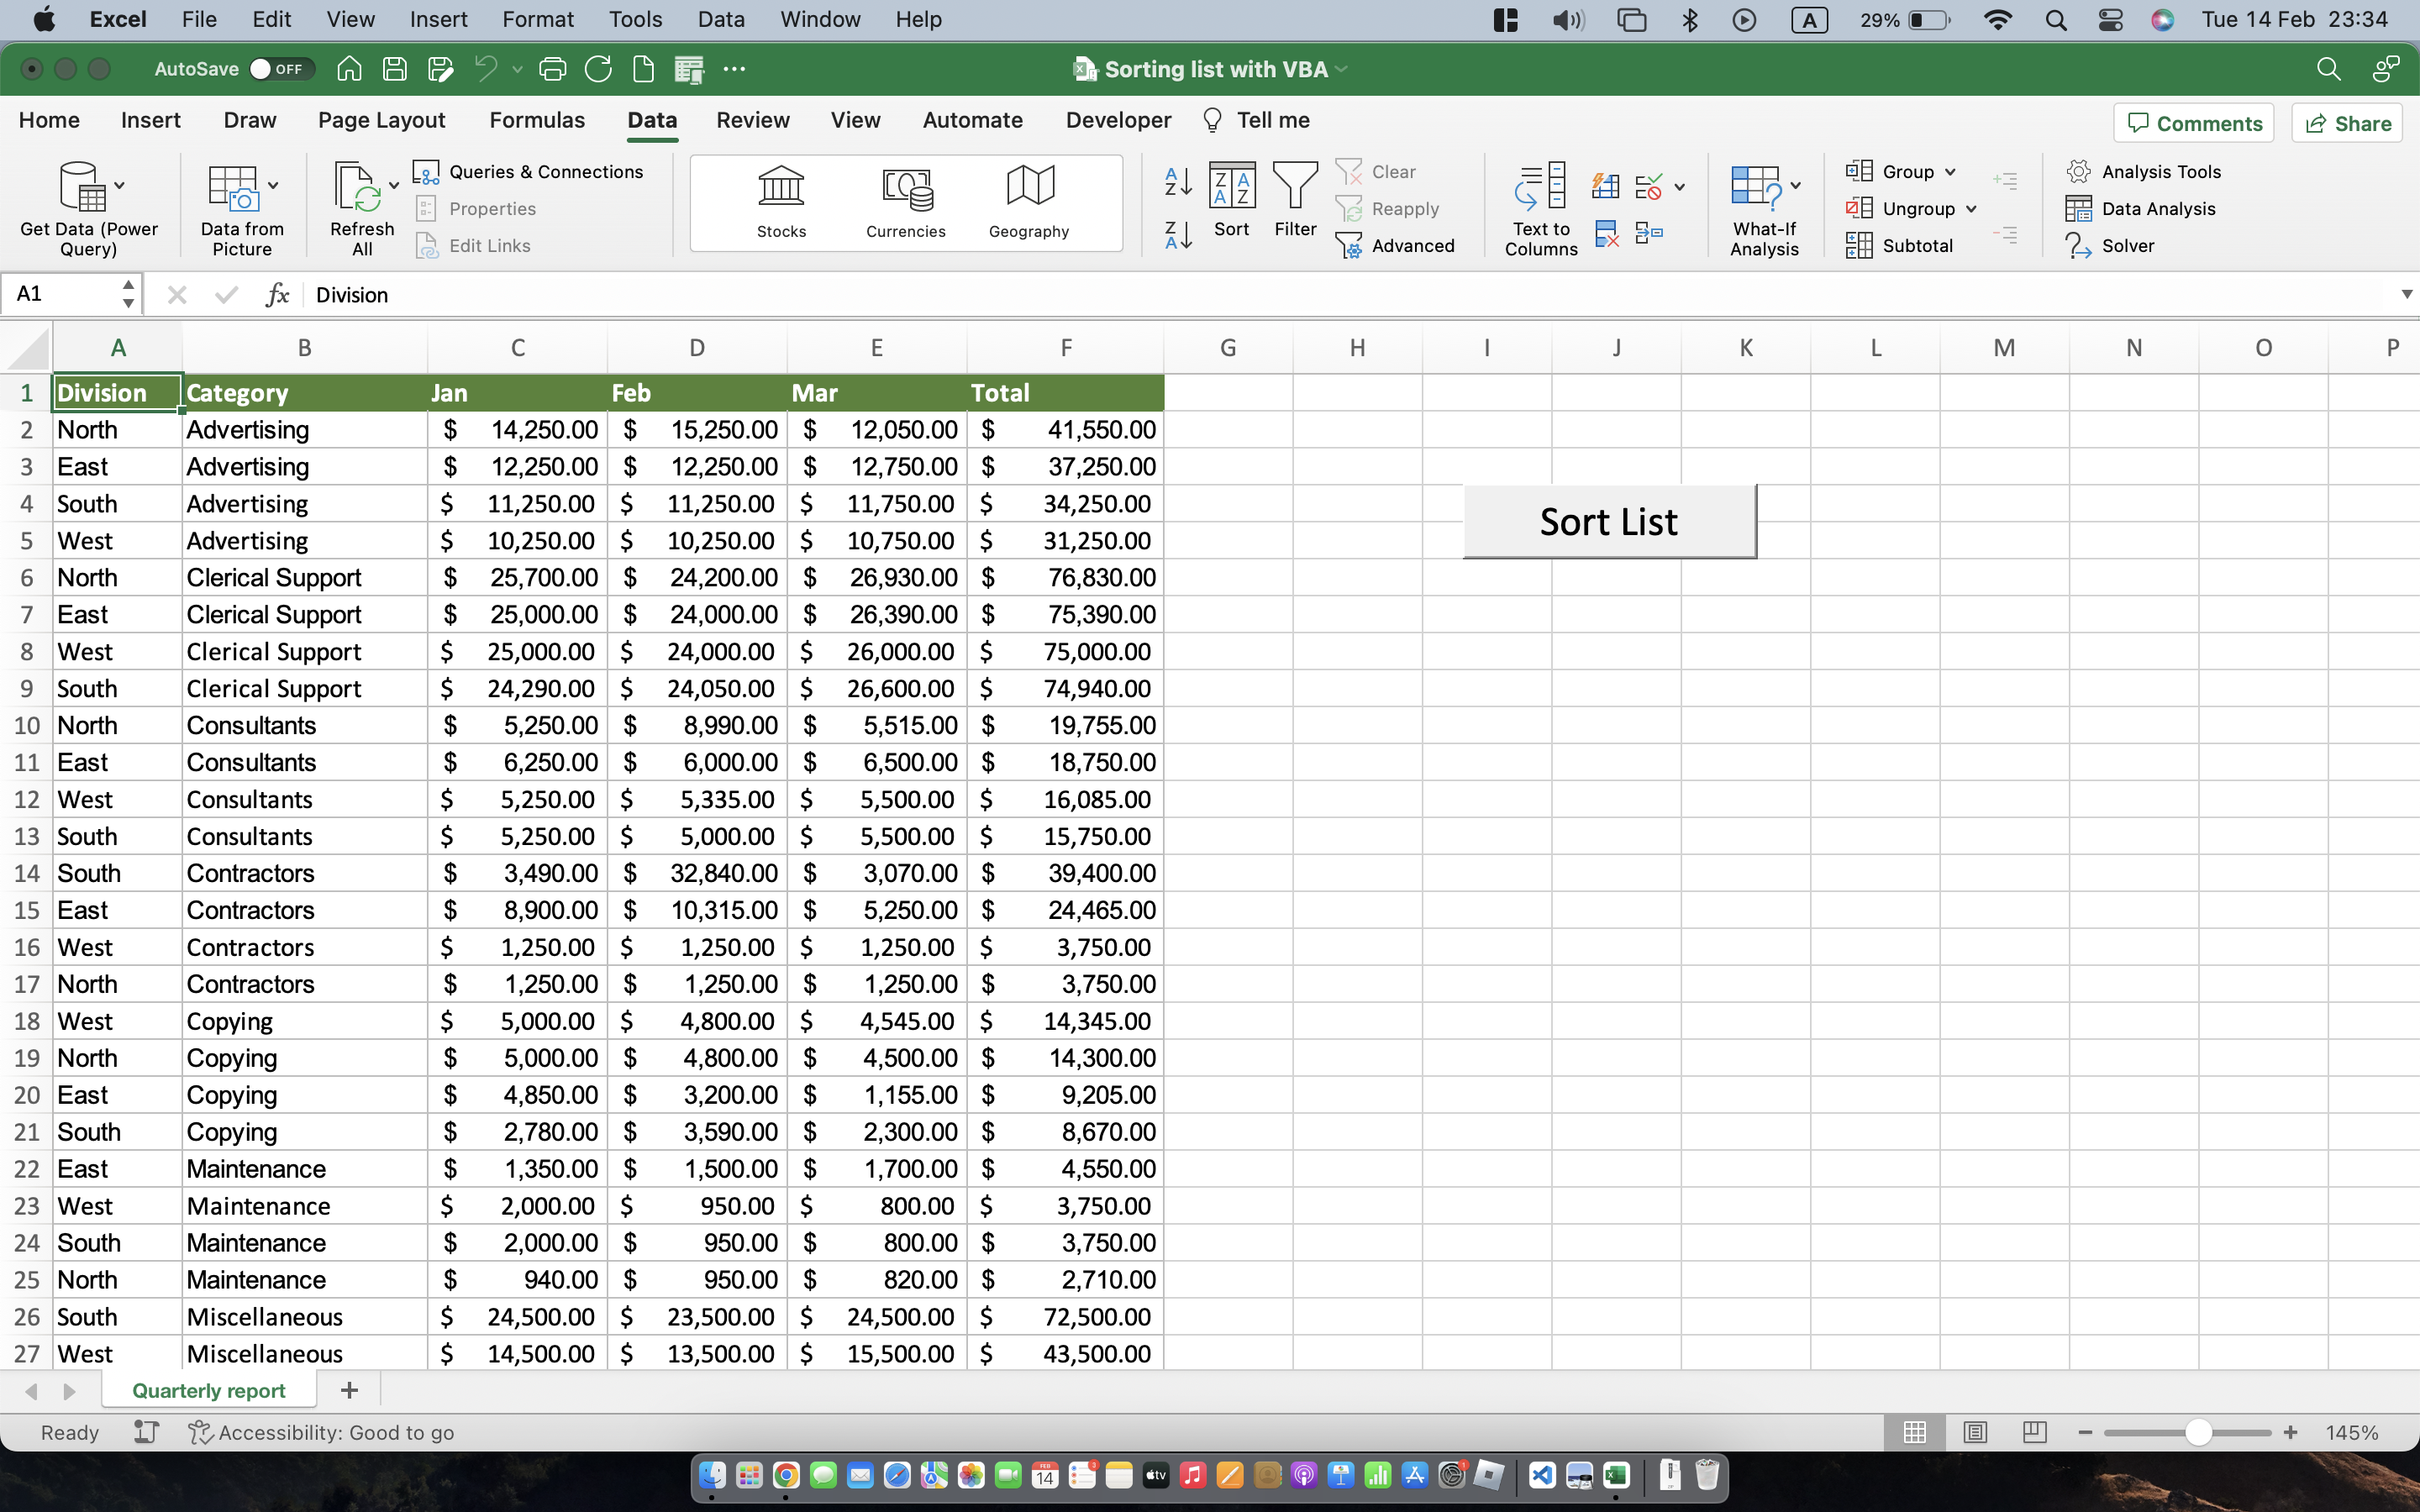 Excel File Edit View Insert Format Tools Data Window Help A 29% Tue 14 Feb 23:34
AutoSave OFF Sorting list with VBA
Home Insert Draw Page Layout Formulas Data Review View Automate Developer Tell me Comments Share
Get Data (Power Query) Data from Picture Refresh All Queries & Connections Properties Edit Links Stocks Currencies Geography Sort Filter Clear Reapply Advanced Text to Columns What-If Analysis Group Ungroup Subtotal Analysis Tools Data Analysis Solver
A1 fx Division
A B C D E F G H I J K L M N O P
1 Division Category Jan Feb Mar Total
2 North Advertising $ 14,250.00 $ 15,250.00 $ 12,050.00 $ 41,550.00
3 East Advertising $ 12,250.00 $ 12,250.00 $ 12,750.00 $ 37,250.00
4 South Advertising $ 11,250.00 $ 11,250.00 $ 11,750.00 $ 34,250.00
Sort List
5 West Advertising $ 10,250.00 $ 10,250.00 $ 10,750.00 $ 31,250.00
6 North Clerical Support $ 25,700.00 $ 24,200.00 $ 26,930.00 $ 76,830.00
7 East Clerical Support $ 25,000.00 $ 24,000.00 $ 26,390.00 $ 75,390.00
8 West Clerical Support $ 25,000.00 $ 24,000.00 $ 26,000.00 $ 75,000.00
9 South Clerical Support $ 24,290.00 $ 24,050.00 $ 26,600.00 $ 74,940.00
10 North Consultants $ 5,250.00 $ 8,990.00 $ 5,515.00 $ 19,755.00
11 East Consultants $ 6,250.00 $ 6,000.00 $ 6,500.00 $ 18,750.00
12 West Consultants $ 5,250.00 $ 5,335.00 $ 5,500.00 $ 16,085.00
13 South Consultants $ 5,250.00 $ 5,000.00 $ 5,500.00 $ 15,750.00
14 South Contractors $ 3,490.00 $ 32,840.00 $ 3,070.00 $ 39,400.00
15 East Contractors $ 8,900.00 $ 10,315.00 $ 5,250.00 $ 24,465.00
16 West Contractors $ 1,250.00 $ 1,250.00 $ 1,250.00 $ 3,750.00
17 North Contractors $ 1,250.00 $ 1,250.00 $ 1,250.00 $ 3,750.00
18 West Copying $ 5,000.00 $ 4,800.00 $ 4,545.00 $ 14,345.00
19 North Copying $ 5,000.00 $ 4,800.00 $ 4,500.00 $ 14,300.00
20 East Copying $ 4,850.00 $ 3,200.00 $ 1,155.00 $ 9,205.00
21 South Copying $ 2,780.00 $ 3,590.00 $ 2,300.00 $ 8,670.00
22 East Maintenance $ 1,350.00 $ 1,500.00 $ 1,700.00 $ 4,550.00
23 West Maintenance $ 2,000.00 $ 950.00 $ 800.00 $ 3,750.00
24 South Maintenance $ 2,000.00 $ 950.00 $ 800.00 $ 3,750.00
25 North Maintenance $ 940.00 $ 950.00 $ 820.00 $ 2,710.00
26 South Miscellaneous $ 24,500.00 $ 23,500.00 $ 24,500.00 $ 72,500.00
27 West Miscellaneous $ 14,500.00 $ 13,500.00 $ 15,500.00 $ 43,500.00
Quarterly report +
Ready Accessibility: Good to go 145%
FEB 14 3 tv 1